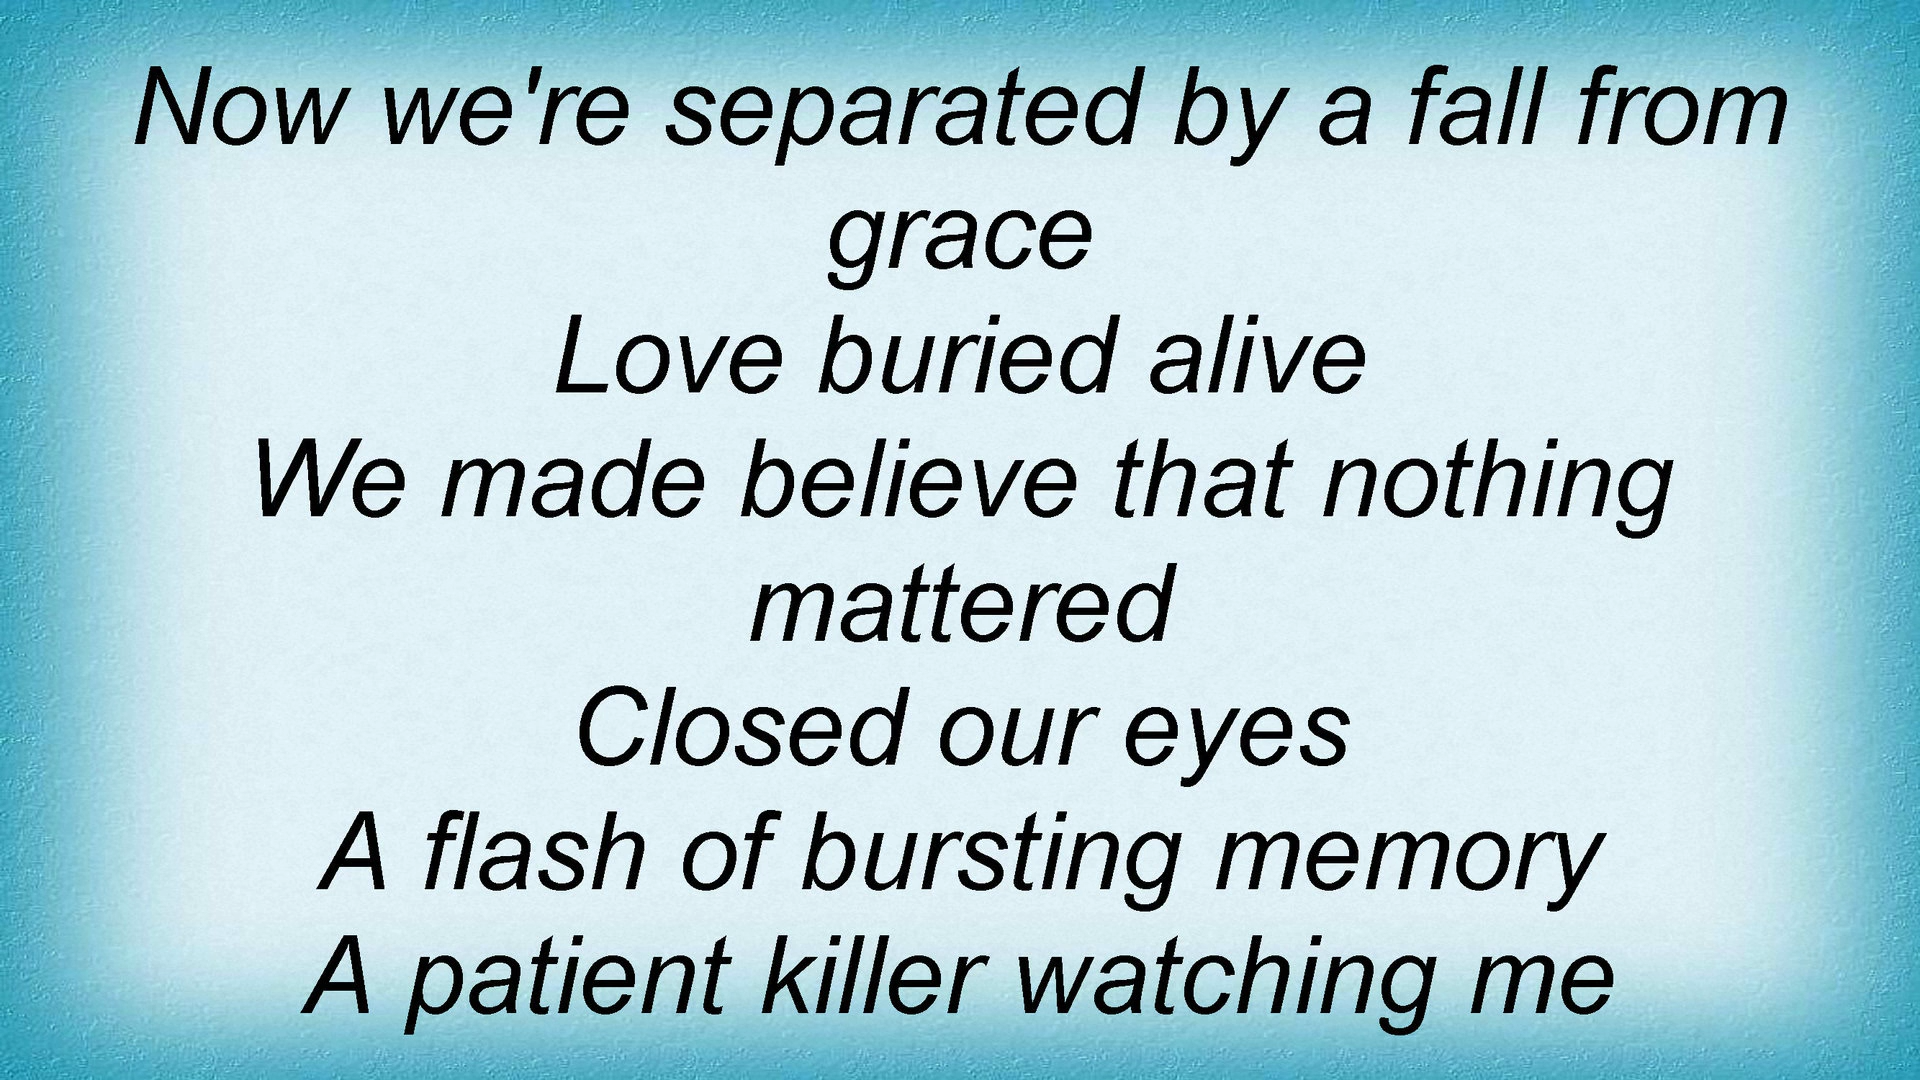 Now we're separated by a fall from
grace
Love buried alive
We made believe that nothing
mattered
Closed our eyes
A flash of bursting memory
A patient killer watching me